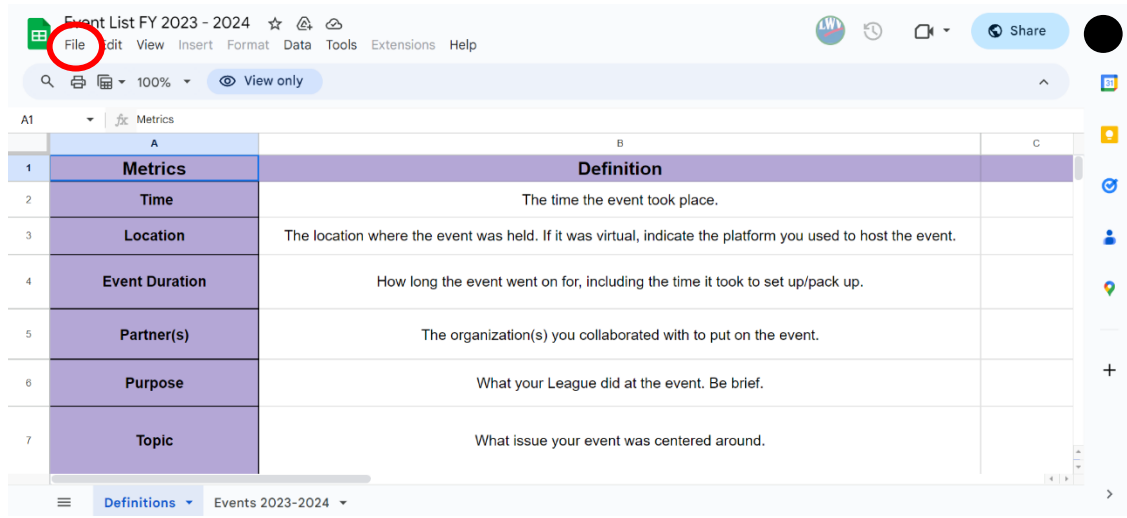 Event List FY 2023 - 2024
File Edit View Insert Format Data Tools Extensions Help
LWV
Share
100%
View only
31
A1
fx Metrics
A B C
1 Metrics Definition
2 Time The time the event took place.
3 Location The location where the event was held. If it was virtual, indicate the platform you used to host the event.
4 Event Duration How long the event went on for, including the time it took to set up/pack up.
5 Partner(s) The organization(s) you collaborated with to put on the event.
6 Purpose What your League did at the event. Be brief.
7 Topic What issue your event was centered around.
Definitions Events 2023-2024